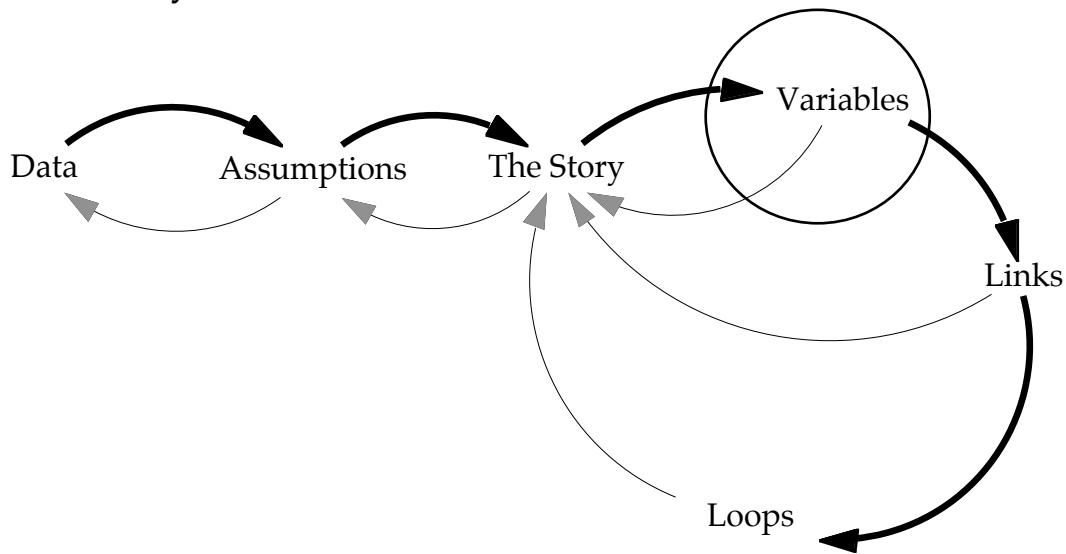 Variables
Data
Assumptions
The Story
Links
Loops